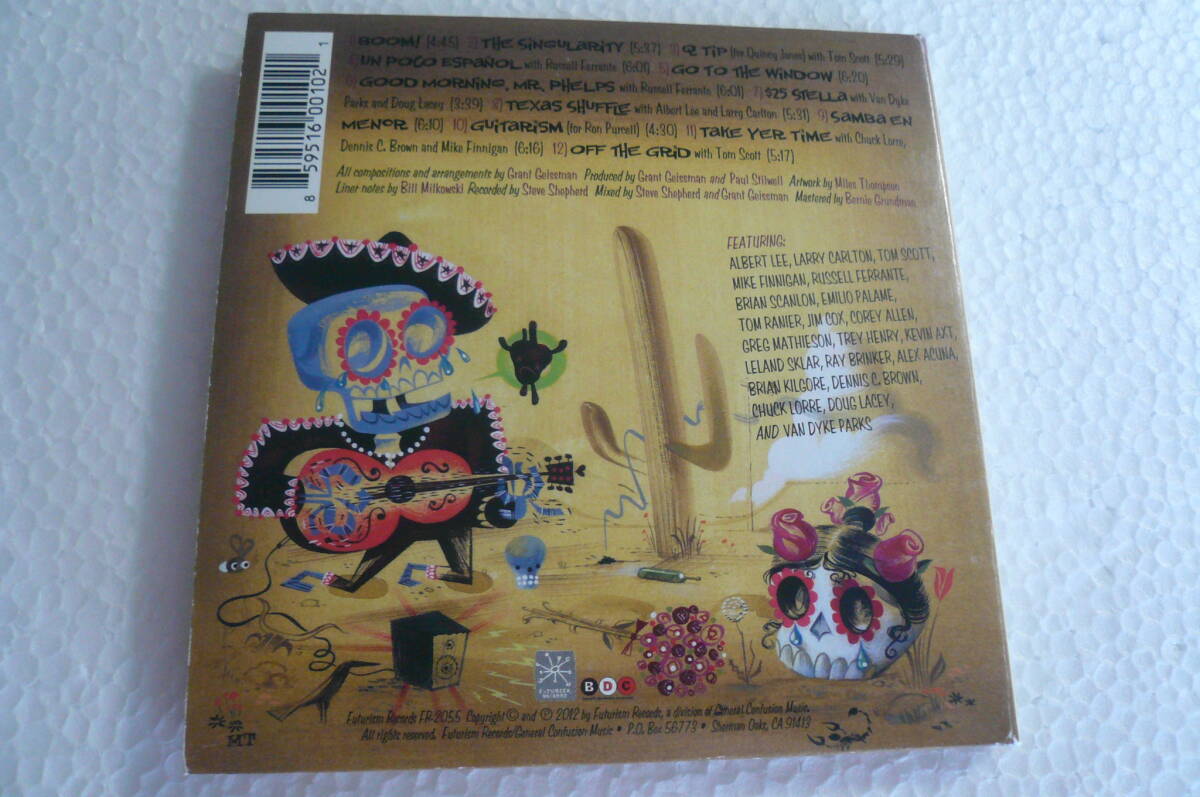 1) BOOM! (4:45) 2) THE SINGULARITY (5:37) 3) Q TIP (for Quincy Jones) with Tom Scott (5:29)
4) UN POCO ESPAÑOL with Russell Ferrante (6:01) 5) GO TO THE WINDOW (6:20)
6) GOOD MORNING, MR. PHELPS with Russell Ferrante (6:01) 7) $25 STELLA with Van Dyke
Parks and Doug Lacey (3:39) 8) TEXAS SHUFFLE with Albert Lee and Larry Carlton (5:31) 9) SAMBA EN
MENOR (6:10) 10) GUITARISM (for Ron Purcell) (4:30) 11) TAKE YER TIME with Chuck Lorre,
Dennis C. Brown and Mike Finnigan (6:16) 12) OFF THE GRID with Tom Scott (5:17)
All compositions and arrangements by Grant Geissman Produced by Grant Geissman and Paul Stilwell Artwork by Miles Thompson
Liner notes by Bill Milkowski Recorded by Steve Shepherd Mixed by Steve Shepherd and Grant Geissman Mastered by Bernie Grundman
8 59516 00102 1
FEATURING:
ALBERT LEE, LARRY CARLTON, TOM SCOTT,
MIKE FINNIGAN, RUSSELL FERRANTE,
BRIAN SCANLON, EMILIO PALAME,
TOM RANIER, JIM COX, COREY ALLEN,
GREG MATHIESON, TREY HENRY, KEVIN AXT,
LELAND SKLAR, RAY BRINKER, ALEX ACUNA,
BRIAN KILGORE, DENNIS C. BROWN,
CHUCK LORRE, DOUG LACEY,
AND VAN DYKE PARKS
FUTURISM
RECORDS
BDC
Futurism Records FR-2055 Copyright © and ℗ 2012 by Futurism Records, a division of General Confusion Music.
All rights reserved. Futurism Records/General Confusion Music • P.O. Box 56773 • Sherman Oaks, CA 91413
MT